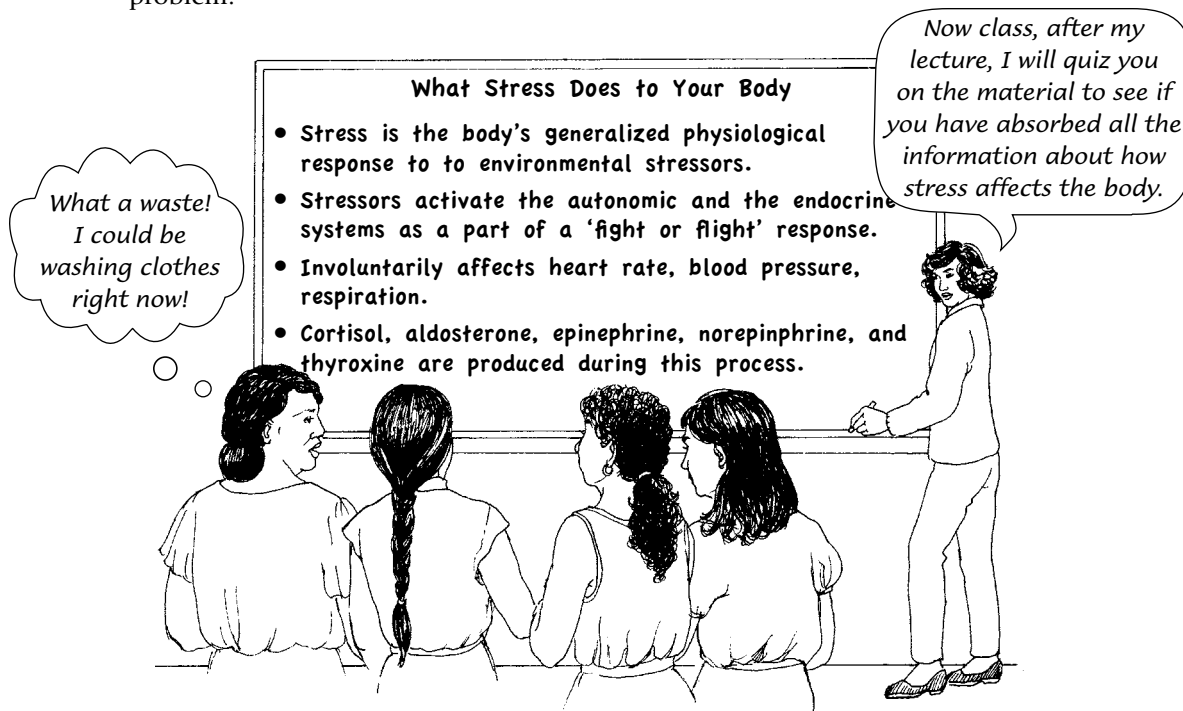 problem?
What Stress Does to Your Body
• Stress is the body's generalized physiological
response to to environmental stressors.
• Stressors activate the autonomic and the endocrine
systems as a part of a 'fight or flight' response.
• Involuntarily affects heart rate, blood pressure,
respiration.
• Cortisol, aldosterone, epinephrine, norepinphrine, and
thyroxine are produced during this process.
Now class, after my
lecture, I will quiz you
on the material to see if
you have absorbed all the
information about how
stress affects the body.
What a waste!
I could be
washing clothes
right now!